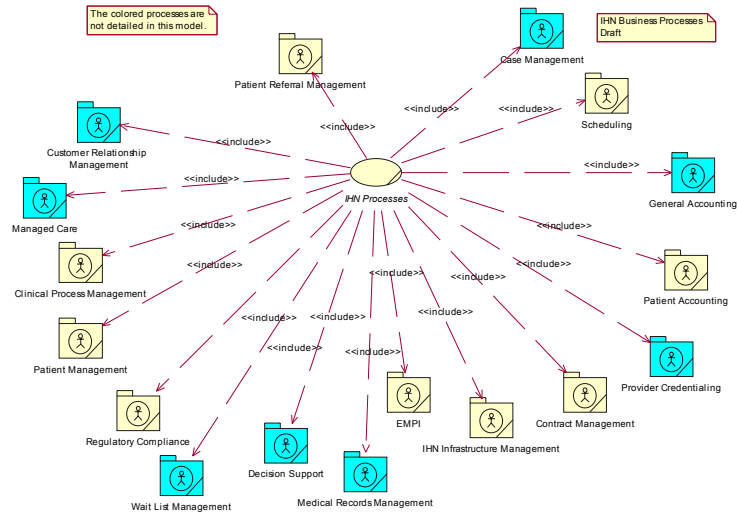 The colored processes are
not detailed in this model.
IHN Business Processes
Draft
Case Management
Patient Referral Management
<<include>>
<<include>>
<<include>>
Scheduling
<<include>>
<<include>>
Customer Relationship
Management
<<include>>
<<include>>
IHN Processes
General Accounting
Managed Care
<<include>>
<<include>>
<<include>>
<<include>>
Clinical Process Management
Patient Accounting
<<include>>
<<include>>
<<include>>
<<include>>
<<include>>
<<include>>
Patient Management
Provider Credentialing
EMPI
Contract Management
Regulatory Compliance
IHN Infrastructure Management
Decision Support
Wait List Management
Medical Records Management